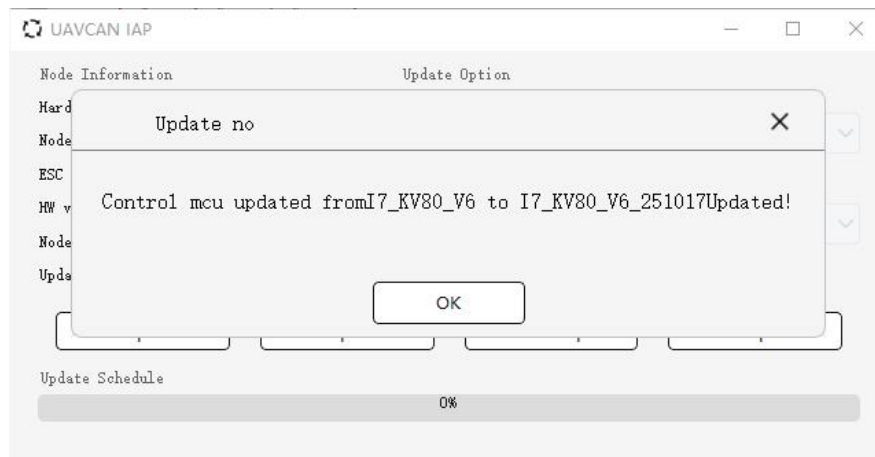 UAVCAN IAP
Node Information
Update Option
Hard
Update no
Node
ESC
Control mcu updated fromI7_KV80_V6 to I7_KV80_V6_251017Updated!
HW v
Node
Upda
OK
Update Schedule
0%